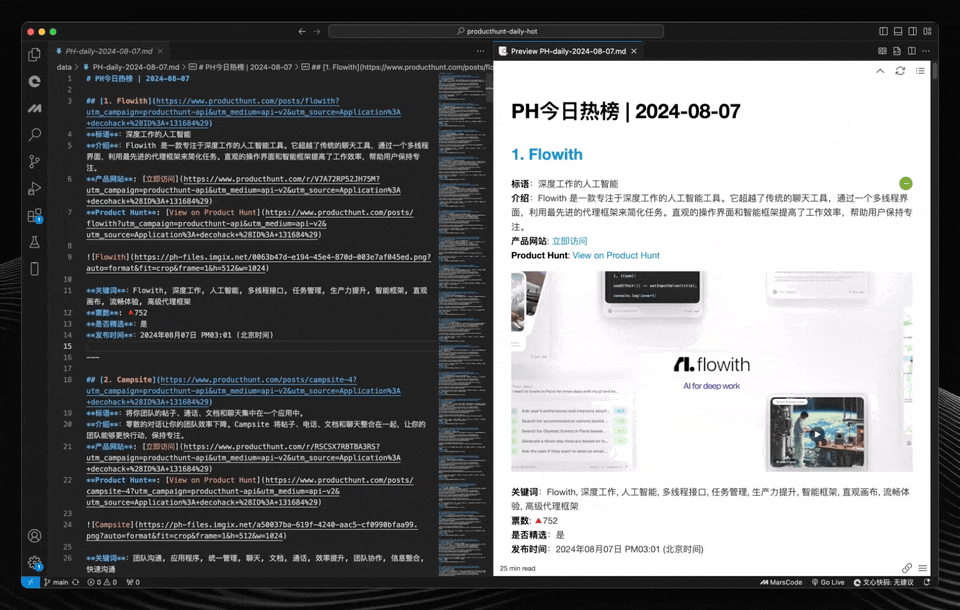 producthunt-daily-hot
PH-daily-2024-08-07.md
Preview PH-daily-2024-08-07.md
data > PH-daily-2024-08-07.md > # PH今日热榜 | 2024-08-07 > ## [1. Flowith](https://www.producthunt.com/posts/flo
1 # PH今日热榜 | 2024-08-07
2
3 ## [1. Flowith](https://www.producthunt.com/posts/flowith?
utm_campaign=producthunt-api&utm_medium=api-v2&utm_source=Application%3A
+decohack+%28ID%3A+131684%29)
4 **标语**: 深度工作的人工智能
5 **介绍**: Flowith 是一款专注于深度工作的人工智能工具。它超越了传统的聊天工具，通过一个多线程
界面，利用最先进的代理框架来简化任务。直观的操作界面和智能框架提高了工作效率，帮助用户保持专
注。
6 **产品网站**: [立即访问](https://www.producthunt.com/r/V7A72RP52JH75M?
utm_campaign=producthunt-api&utm_medium=api-v2&utm_source=Application%3A
+decohack+%28ID%3A+131684%29)
7 **Product Hunt**: [View on Product Hunt](https://www.producthunt.com/posts/
flowith?utm_campaign=producthunt-api&utm_medium=api-v2&
utm_source=Application%3A+decohack+%28ID%3A+131684%29)
8
9 ![Flowith](https://ph-files.imgix.net/0063b47d-e194-45e4-870d-003e7af045ed.png?
auto=format&fit=crop&frame=1&h=512&w=1024)
10
11 **关键词**: Flowith, 深度工作, 人工智能, 多线程接口, 任务管理, 生产力提升, 智能框架, 直观
画布, 流畅体验, 高级代理框架
12 **票数**: 🔺752
13 **是否精选**: 是
14 **发布时间**: 2024年08月07日 PM03:01 (北京时间)
15
16 ---
17
18 ## [2. Campsite](https://www.producthunt.com/posts/campsite-4?
utm_campaign=producthunt-api&utm_medium=api-v2&utm_source=Application%3A
+decohack+%28ID%3A+131684%29)
19 **标语**: 将你团队的帖子、通话、文档和聊天集中在一个应用中。
20 **介绍**: 零散的对话让你的团队效率下降。Campsite 将帖子、电话、文档和聊天整合在一起，让你的
团队能够更快行动，保持专注。
21 **产品网站**: [立即访问](https://www.producthunt.com/r/RSCSX7RBTBA3RS?
utm_campaign=producthunt-api&utm_medium=api-v2&utm_source=Application%3A
+decohack+%28ID%3A+131684%29)
22 **Product Hunt**: [View on Product Hunt](https://www.producthunt.com/posts/
campsite-4?utm_campaign=producthunt-api&utm_medium=api-v2&
utm_source=Application%3A+decohack+%28ID%3A+131684%29)
23
24 ![Campsite](https://ph-files.imgix.net/a50037ba-619f-4240-aac5-cf0990bfaa99.
png?auto=format&fit=crop&frame=1&h=512&w=1024)
25
26 **关键词**: 团队沟通, 应用程序, 统一管理, 聊天, 文档, 通话, 效率提升, 团队协作, 信息整合,
快速沟通
PH今日热榜 | 2024-08-07
1. Flowith
标语: 深度工作的人工智能
介绍: Flowith 是一款专注于深度工作的人工智能工具。它超越了传统的聊天工具，通过一个多线程界
面，利用最先进的代理框架来简化任务。直观的操作界面和智能框架提高了工作效率，帮助用户保持专
注。
产品网站: 立即访问
Product Hunt: View on Product Hunt
console.log(insert)
flowith
AI for deep work
关键词: Flowith, 深度工作, 人工智能, 多线程接口, 任务管理, 生产力提升, 智能框架, 直观画布, 流畅体
验, 高级代理框架
票数: 🔺752
是否精选: 是
发布时间: 2024年08月07日 PM03:01 (北京时间)
25 min read
main
0
0
0
MarsCode
Go Live
文心快码: 无建议